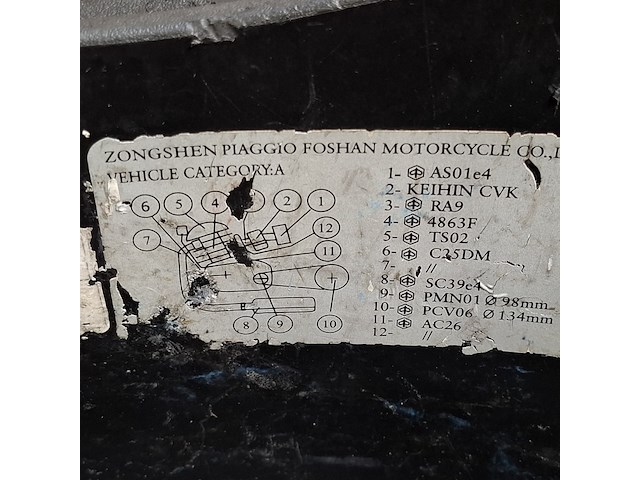 ZONGSHEN PIAGGIO FOSHAN MOTORCYCLE CO.,
VEHICLE CATEGORY:A
1- AS01e4
2- KEIHIN CVK
3- RA9
4- 4863F
5- TS02
6- C25DM
7- //
8- SC39e4
9- PMN01 Ø 98mm
10- PCV06 Ø 134mm
11- AC26
12- //
6 5 4 3 2 1
7 12
11
8 9 10